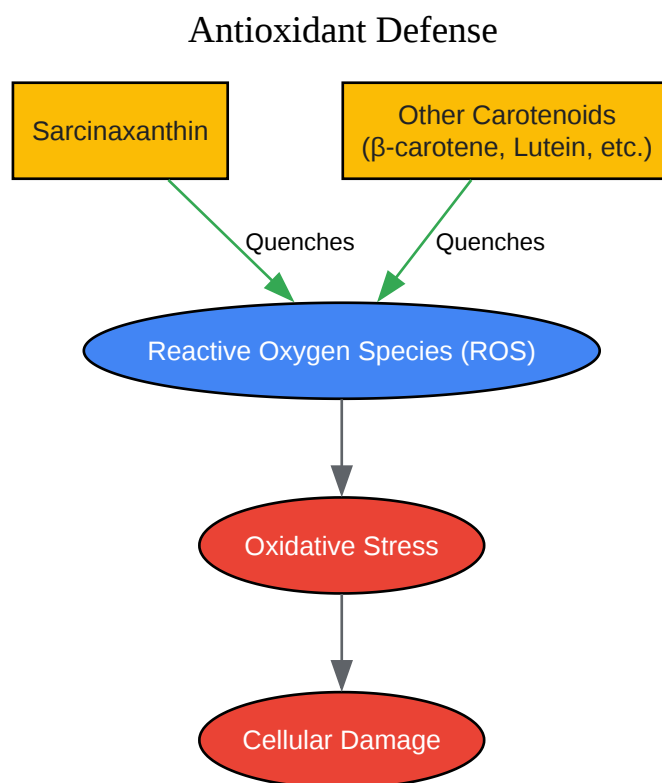 Antioxidant Defense
Sarcinaxanthin
Other Carotenoids
(β-carotene, Lutein, etc.)
Quenches
Quenches
Reactive Oxygen Species (ROS)
Oxidative Stress
Cellular Damage